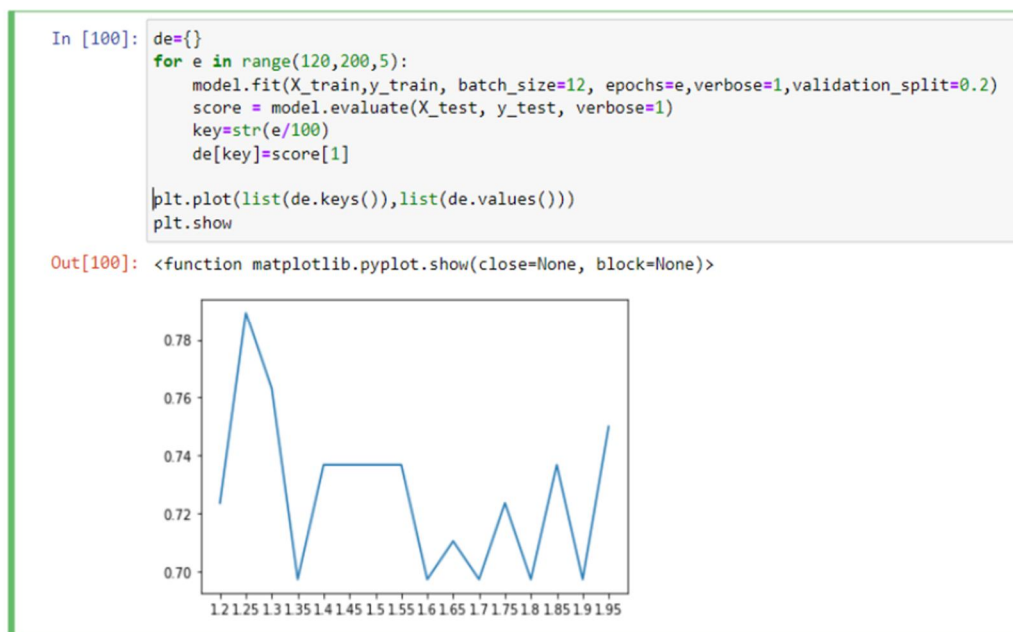 In [100]: de={}
for e in range(120,200,5):
    model.fit(X_train,y_train, batch_size=12, epochs=e,verbose=1,validation_split=0.2)
    score = model.evaluate(X_test, y_test, verbose=1)
    key=str(e/100)
    de[key]=score[1]
plt.plot(list(de.keys()),list(de.values()))
plt.show
Out[100]: <function matplotlib.pyplot.show(close=None, block=None)>
0.78
0.76
0.74
0.72
0.70
1.2 1.25 1.3 1.35 1.4 1.45 1.5 1.55 1.6 1.65 1.7 1.75 1.8 1.85 1.9 1.95